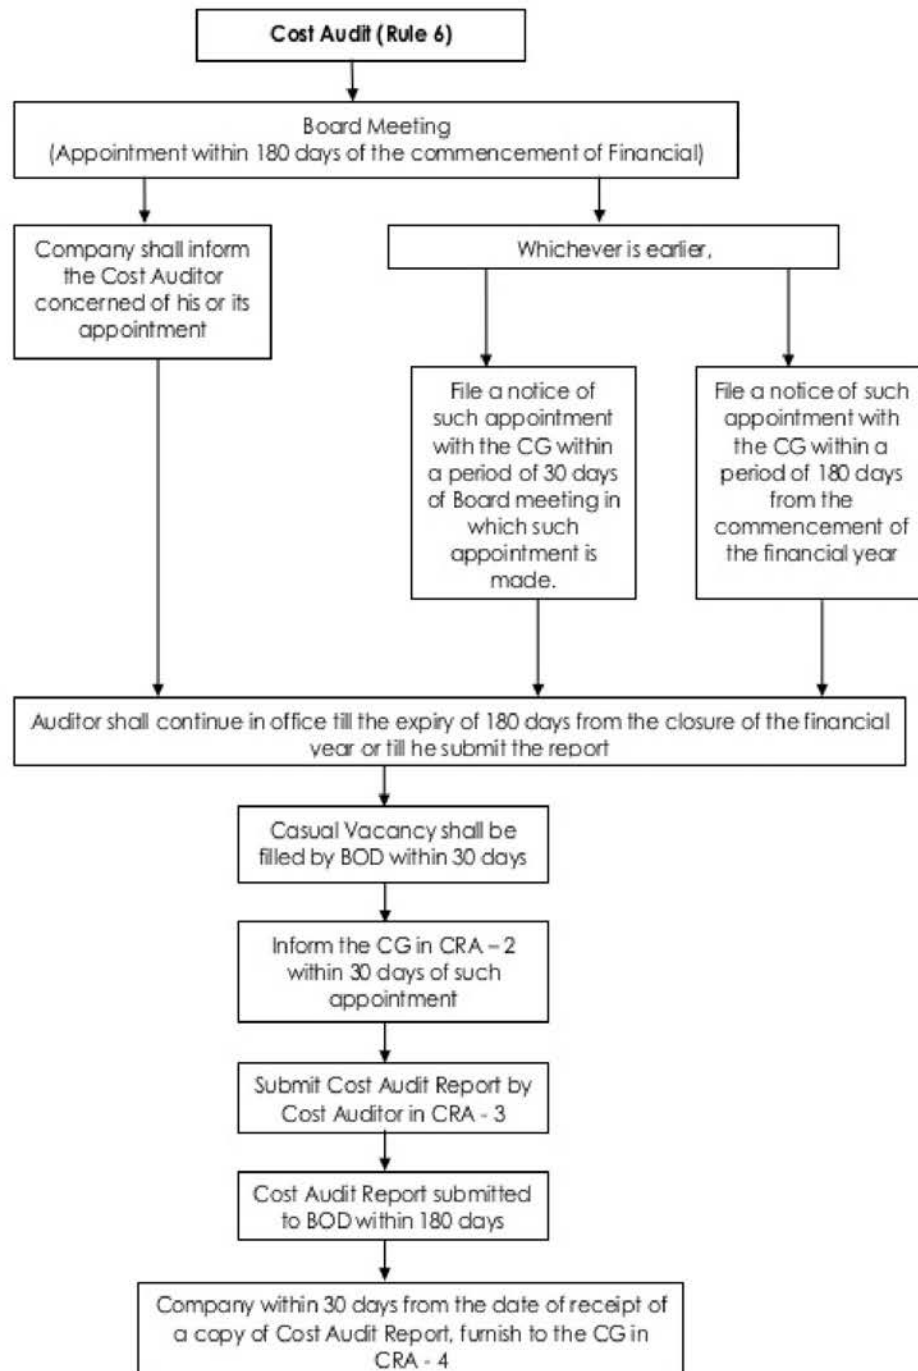 Cost Audit (Rule 6)
Board Meeting
(Appointment within 180 days of the commencement of Financial)
Company shall inform
the Cost Auditor
concerned of his or its
appointment
Whichever is earlier,
File a notice of
such appointment
with the CG within
a period of 30 days
of Board meeting in
which such
appointment is
made.
File a notice of such
appointment with
the CG within a
period of 180 days
from the
commencement of
the financial year
Auditor shall continue in office till the expiry of 180 days from the closure of the financial
year or till he submit the report
Casual Vacancy shall be
filled by BOD within 30 days
Inform the CG in CRA – 2
within 30 days of such
appointment
Submit Cost Audit Report by
Cost Auditor in CRA - 3
Cost Audit Report submitted
to BOD within 180 days
Company within 30 days from the date of receipt of
a copy of Cost Audit Report, furnish to the CG in
CRA - 4